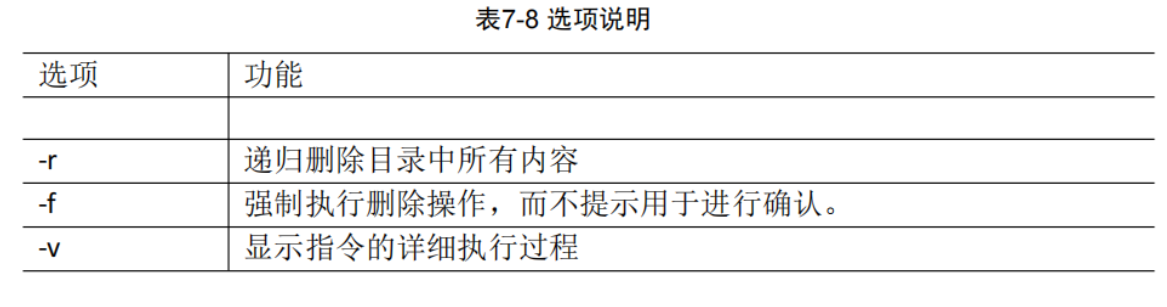 表7-8 选项说明
选项 功能
-r 递归删除目录中所有内容
-f 强制执行删除操作，而不提示用于进行确认。
-v 显示指令的详细执行过程